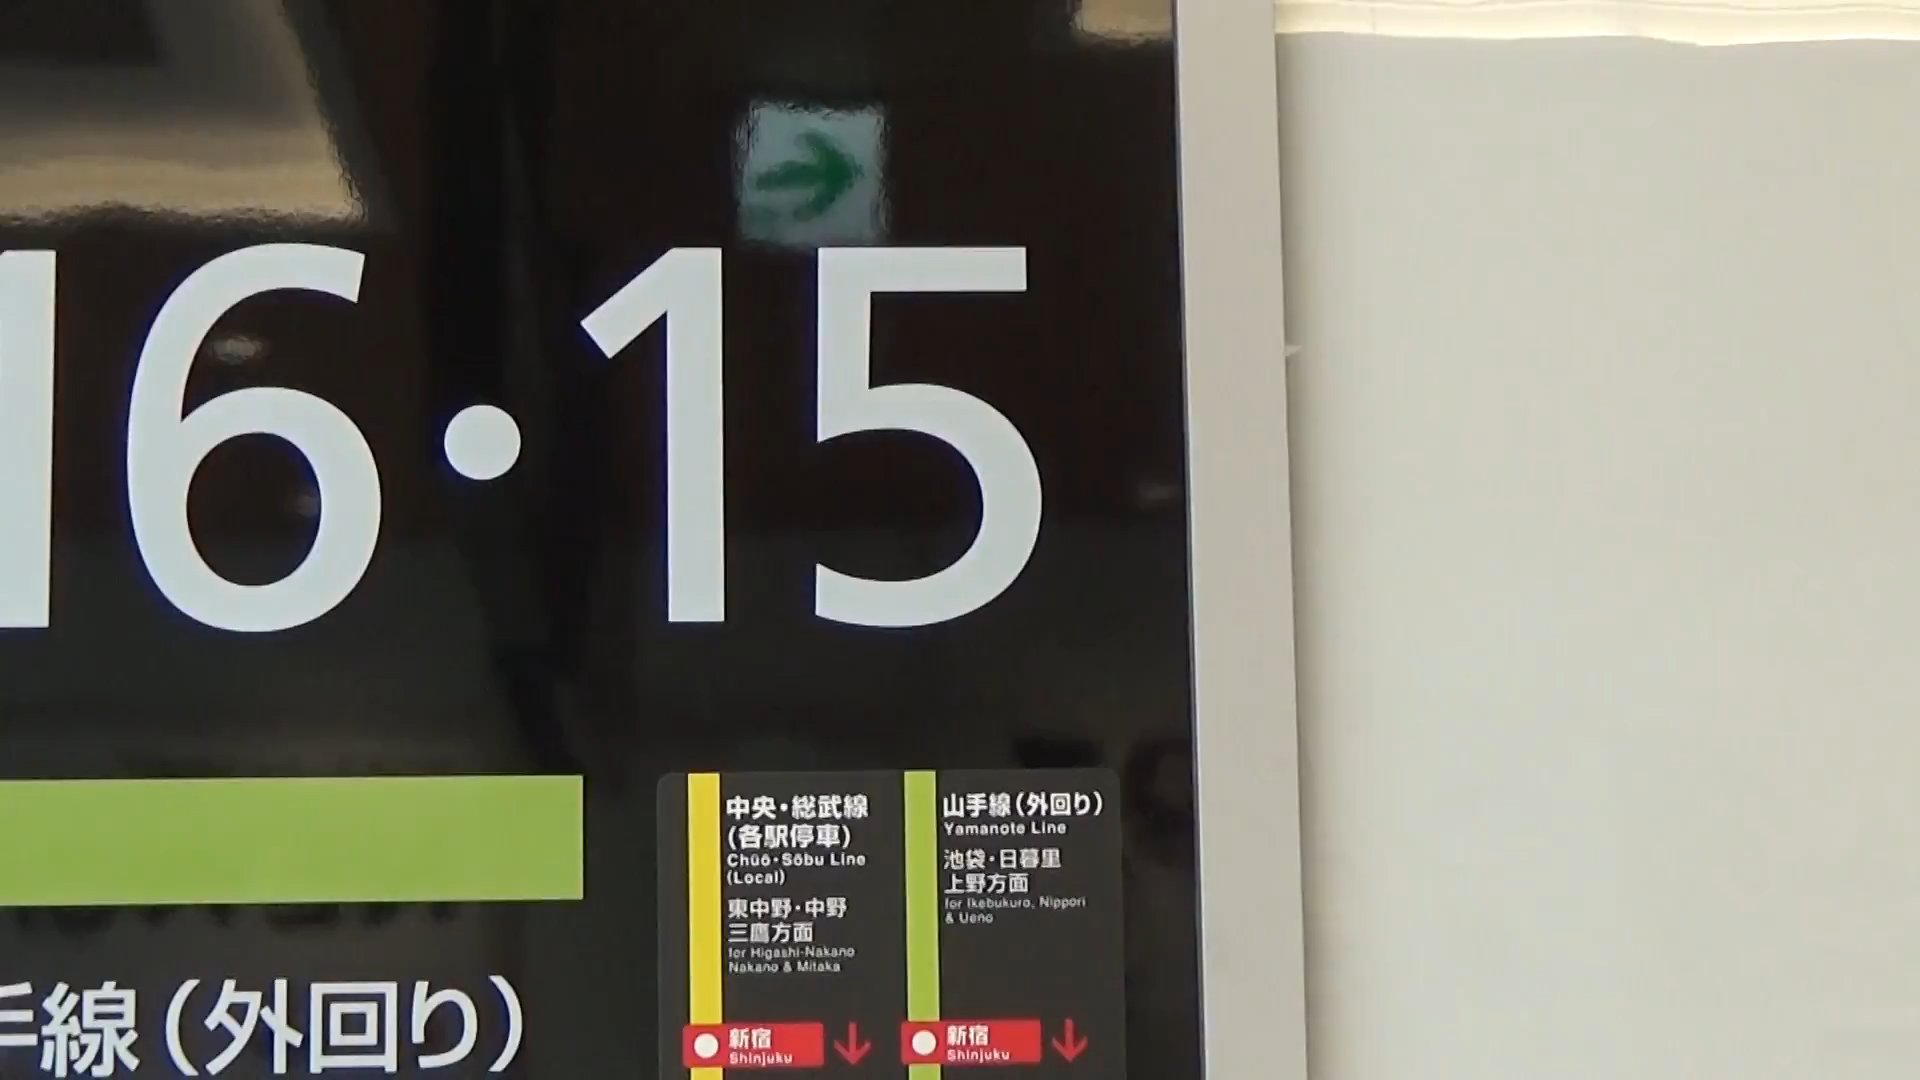 16・15
手線（外回り）
中央・総武線
（各駅停車）
Chūō・Sōbu Line
(Local)
東中野・中野
三鷹方面
for Higashi-Nakano
Nakano & Mitaka
新宿
Shinjuku
山手線（外回り）
Yamanote Line
池袋・日暮里
上野方面
for Ikebukuro, Nippori
& Ueno
新宿
Shinjuku